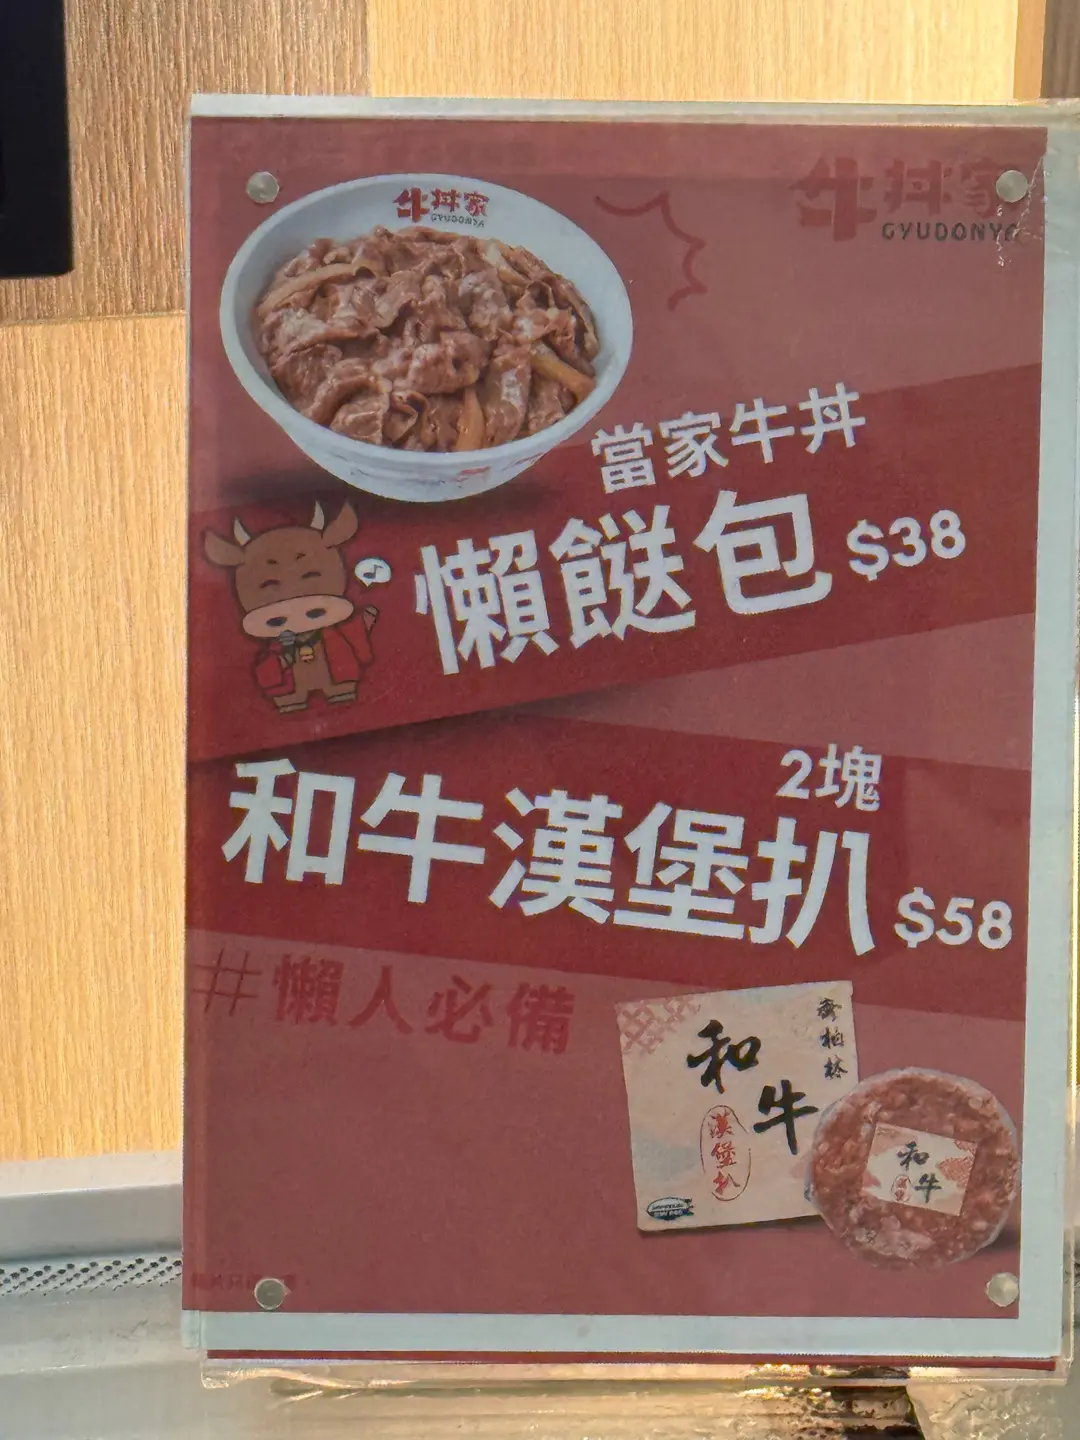 牛丼家
GYUDONYA
牛丼家
GYUDONYA
當家牛丼
懶餸包 $38
2塊
和牛漢堡扒 $58
#懶人必備
和牛
漢堡扒
和牛